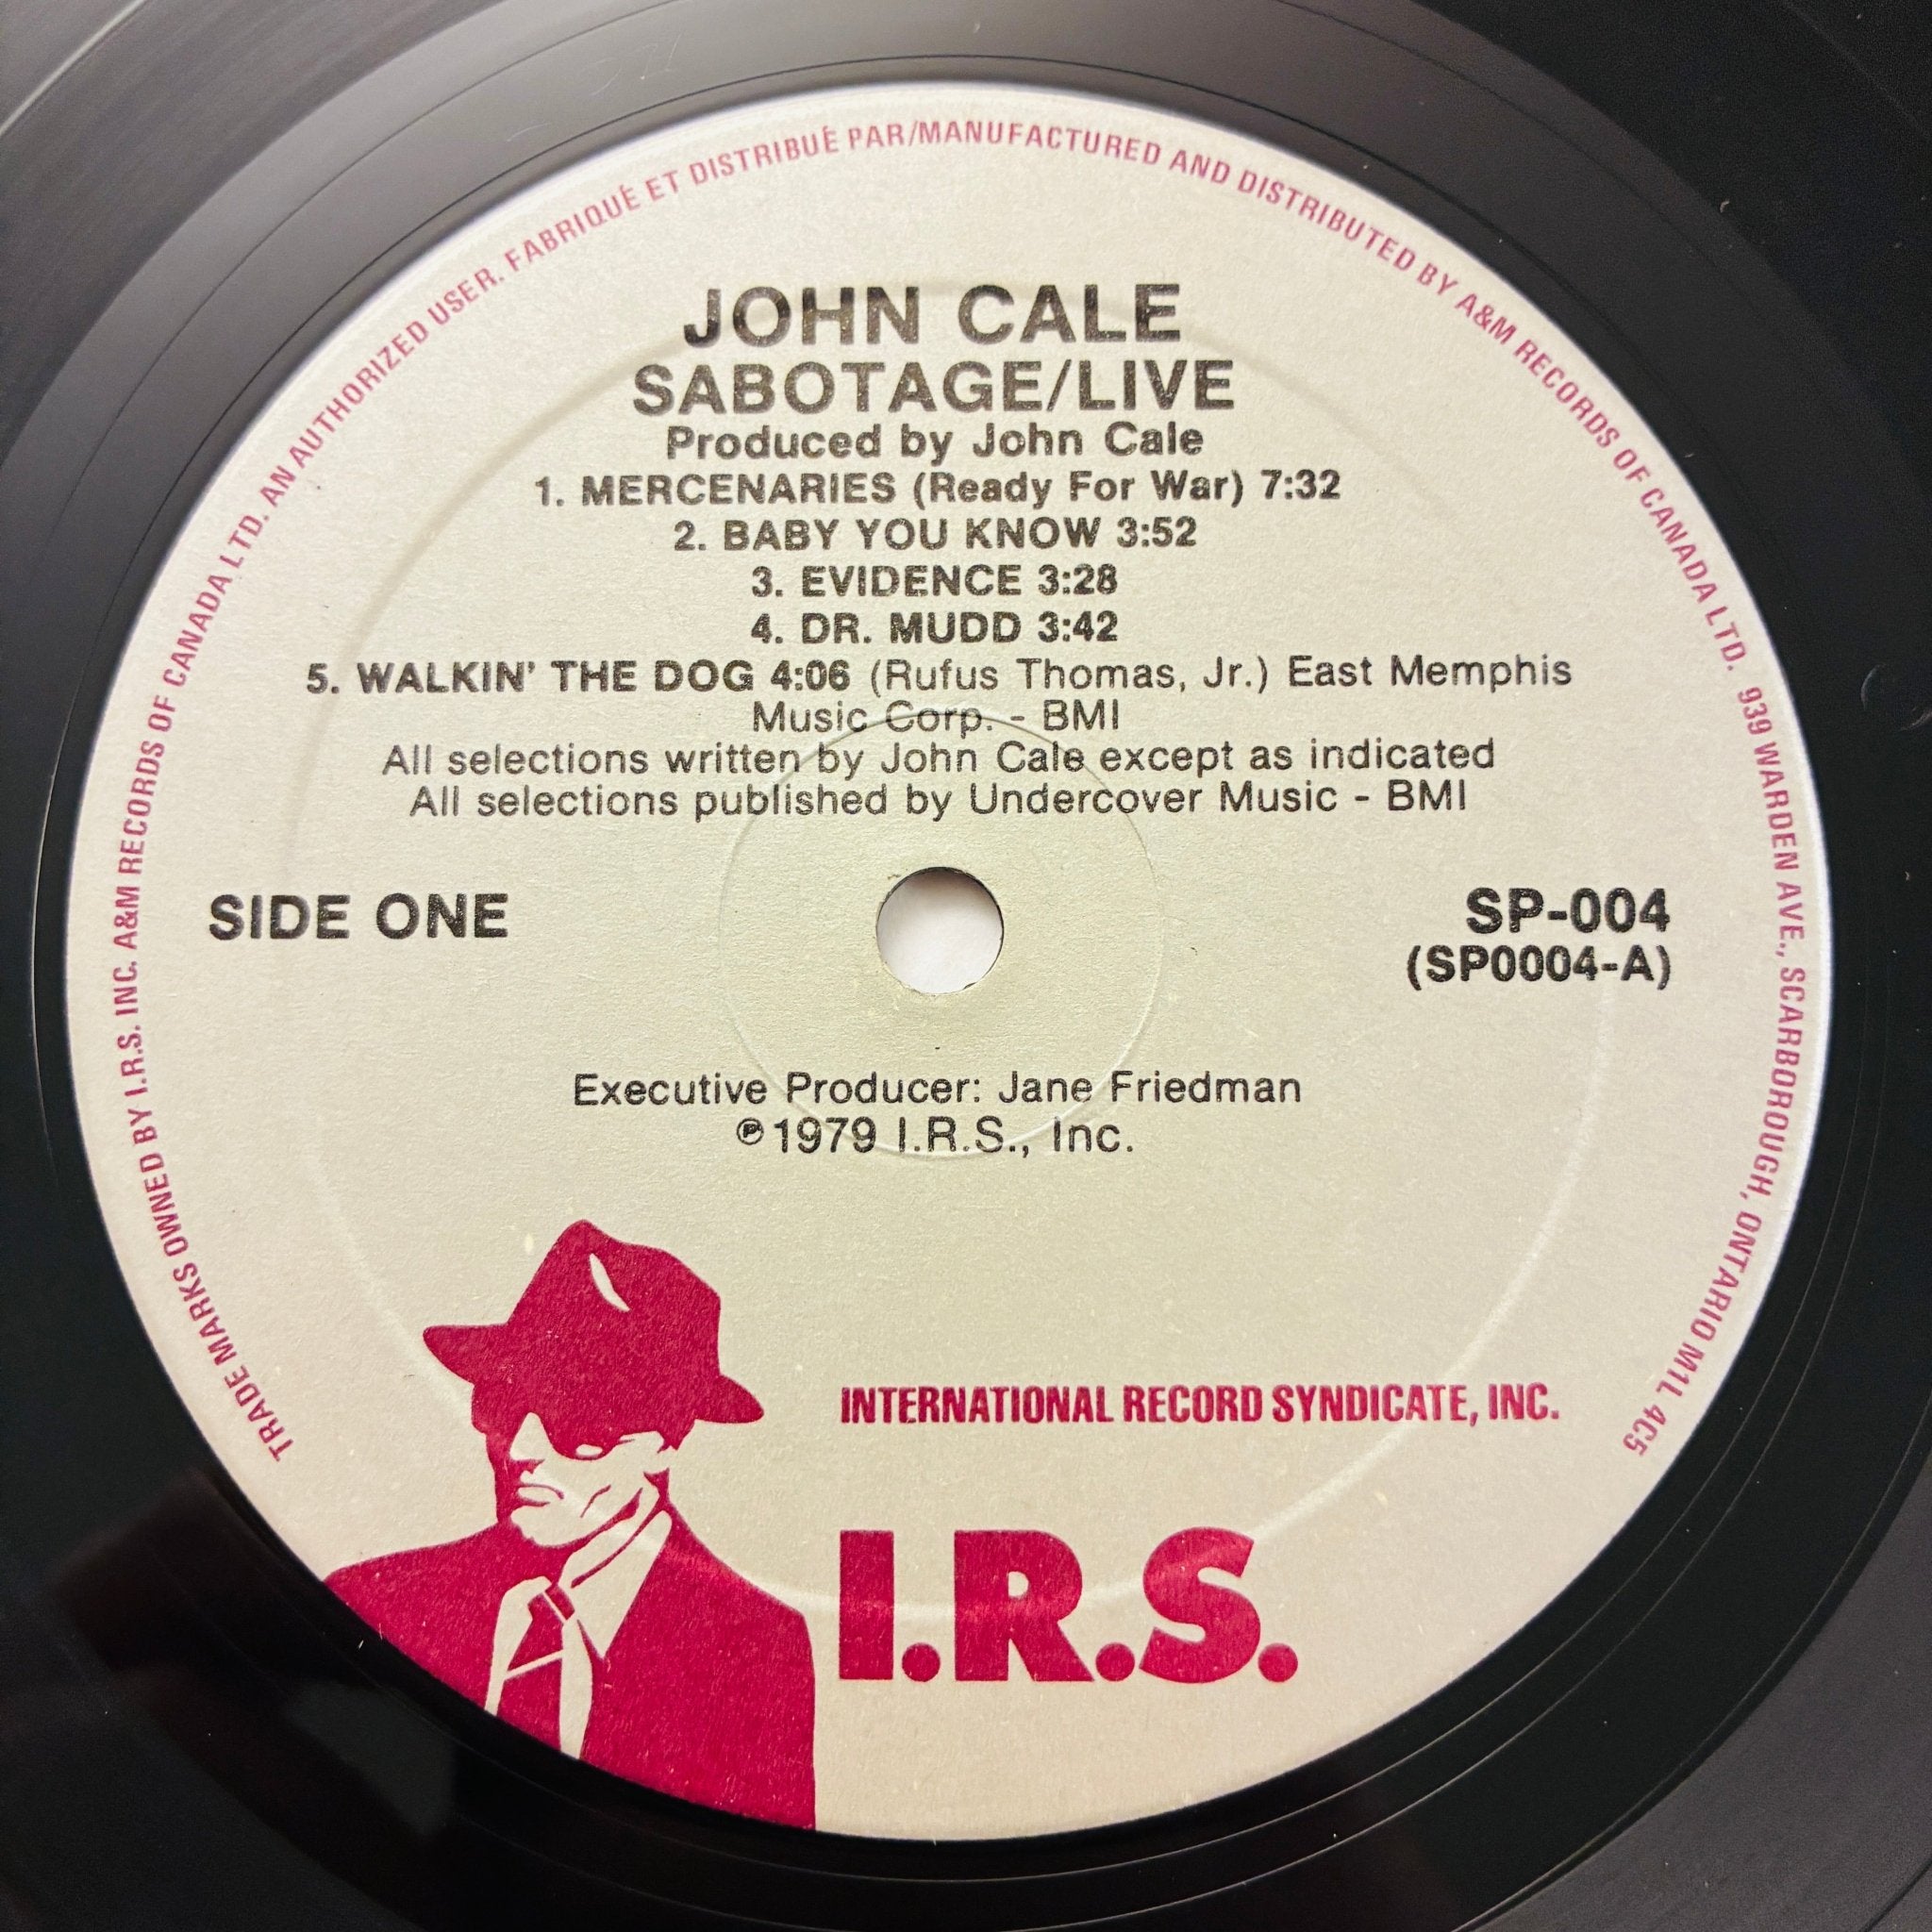 TRADE MARKS OWNED BY I.R.S. INC. A&M RECORDS OF CANADA LTD. AN AUTHORIZED USER. FABRIQUÉ ET DISTRIBUÉ PAR/MANUFACTURED AND DISTRIBUTED BY A&M RECORDS OF CANADA LTD. 939 WARDEN AVE., SCARBOROUGH, ONTARIO M1L 4C5
JOHN CALE
SABOTAGE/LIVE
Produced by John Cale
1. MERCENARIES (Ready For War) 7:32
2. BABY YOU KNOW 3:52
3. EVIDENCE 3:28
4. DR. MUDD 3:42
5. WALKIN' THE DOG 4:06 (Rufus Thomas, Jr.) East Memphis
Music Corp. - BMI
All selections written by John Cale except as indicated
All selections published by Undercover Music - BMI
SIDE ONE
SP-004
(SP0004-A)
Executive Producer: Jane Friedman
℗1979 I.R.S., Inc.
INTERNATIONAL RECORD SYNDICATE, INC.
I.R.S.